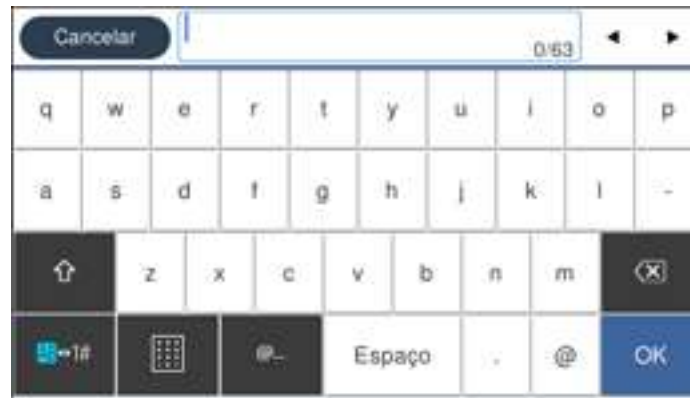 Cancelar
0/63
q w e r t y u i o p
a s d f g h j k l -
z x c v b n m
1# @... Espaço . @ OK